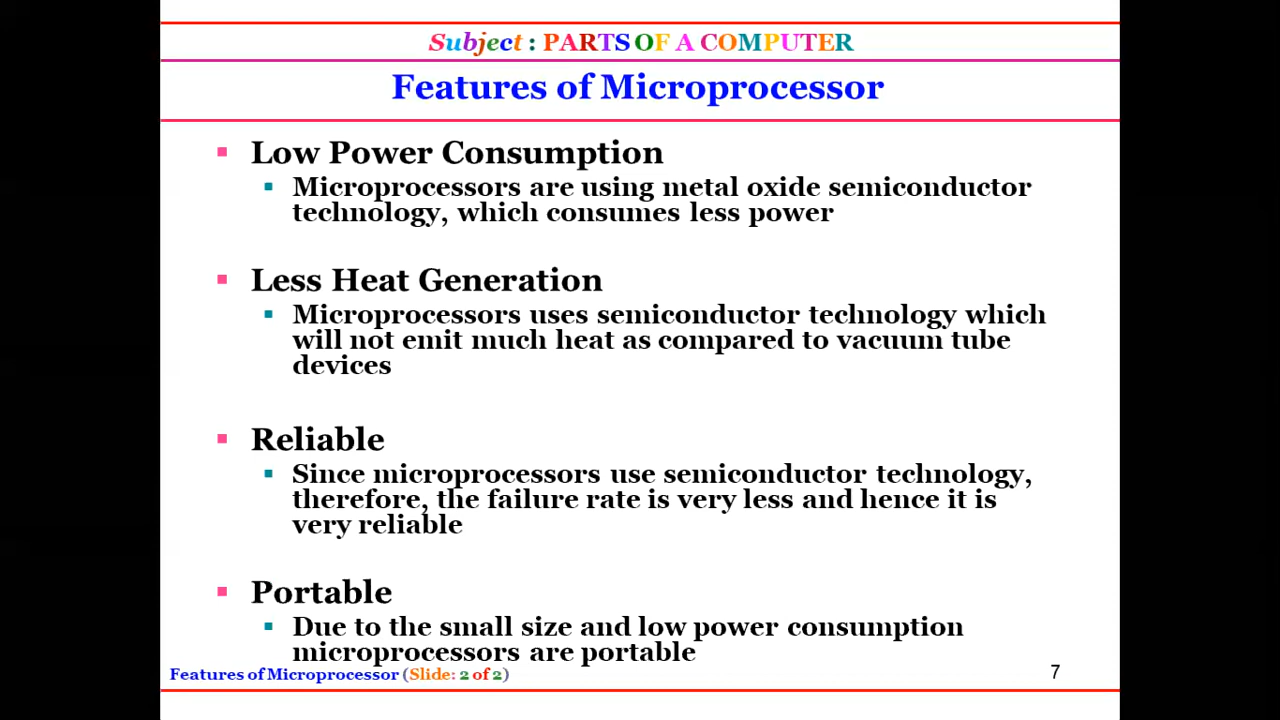 Subject : PARTS OF A COMPUTER
Features of Microprocessor
Low Power Consumption
Microprocessors are using metal oxide semiconductor
technology, which consumes less power
Less Heat Generation
Microprocessors uses semiconductor technology which
will not emit much heat as compared to vacuum tube
devices
Reliable
Since microprocessors use semiconductor technology,
therefore, the failure rate is very less and hence it is
very reliable
Portable
Due to the small size and low power consumption
microprocessors are portable
Features of Microprocessor (Slide: 2 of 2)
7